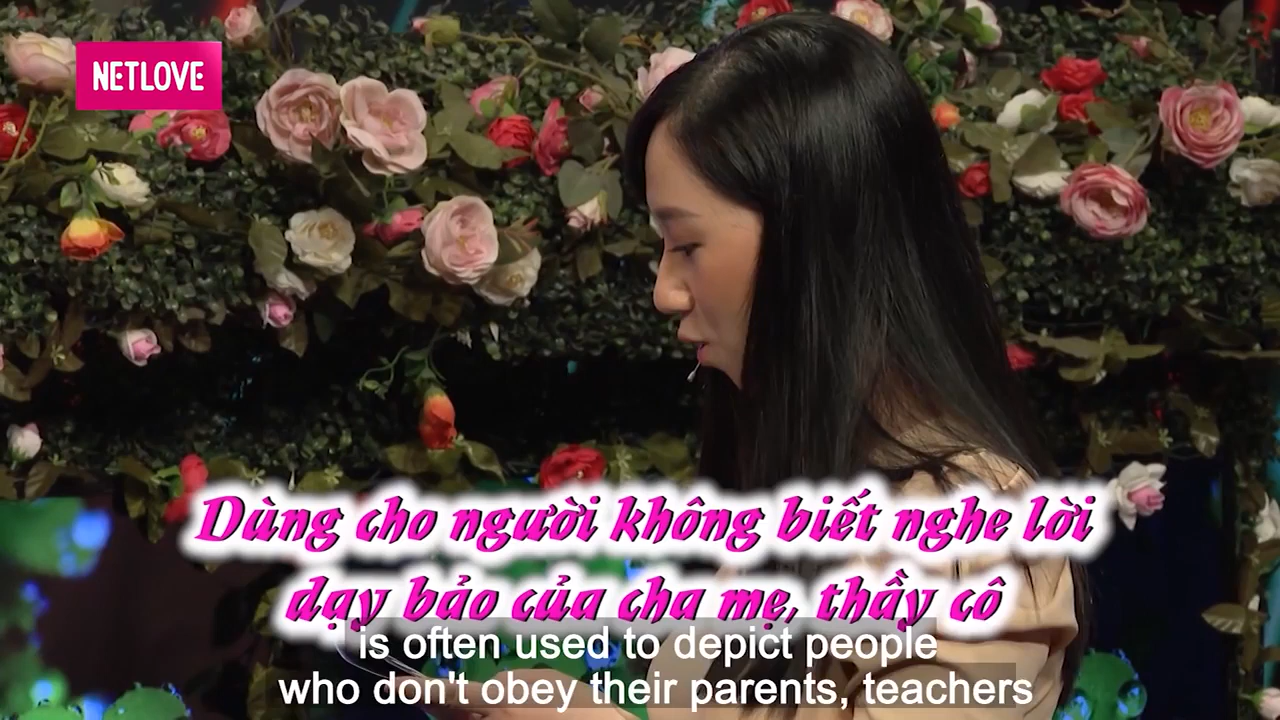 NETLOVE
Dùng cho người không biết nghe lời
dạy bảo của cha mẹ, thầy cô
is often used to depict people
who don't obey their parents, teachers